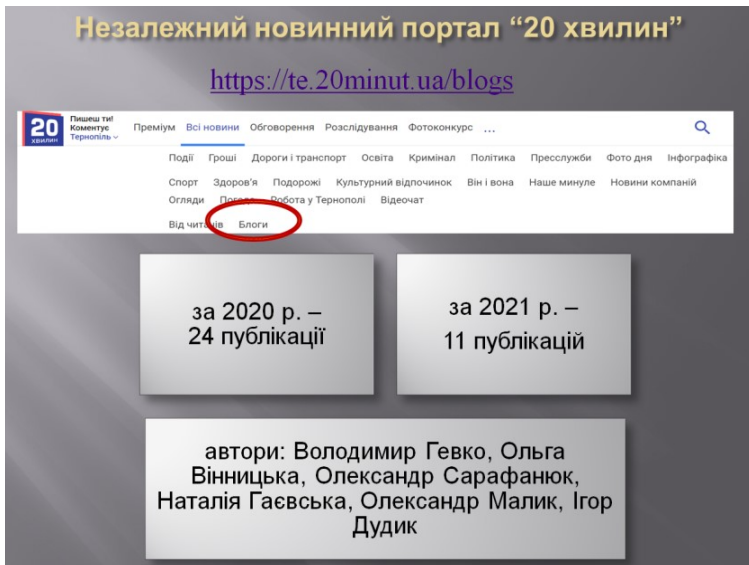 Незалежний новинний портал “20 хвилин”
https://te.20minut.ua/blogs
20
хвилин
Пишеш ти!
Коментує
Тернопіль
Преміум Всі новини Обговорення Розслідування Фотоконкурс ...
Події Гроші Дороги і транспорт Освіта Кримінал Політика Пресслужби Фото дня Інфографіка
Спорт Здоров’я Подорожі Культурний відпочинок Він і вона Наше минуле Новини компаній
Огляди Погода Робота у Тернополі Відеочат
Від читачів Блоги
за 2020 р. –
24 публікації
за 2021 р. –
11 публікацій
автори: Володимир Гевко, Ольга
Вінницька, Олександр Сарафанюк,
Наталія Гаєвська, Олександр Малик, Ігор
Дудик